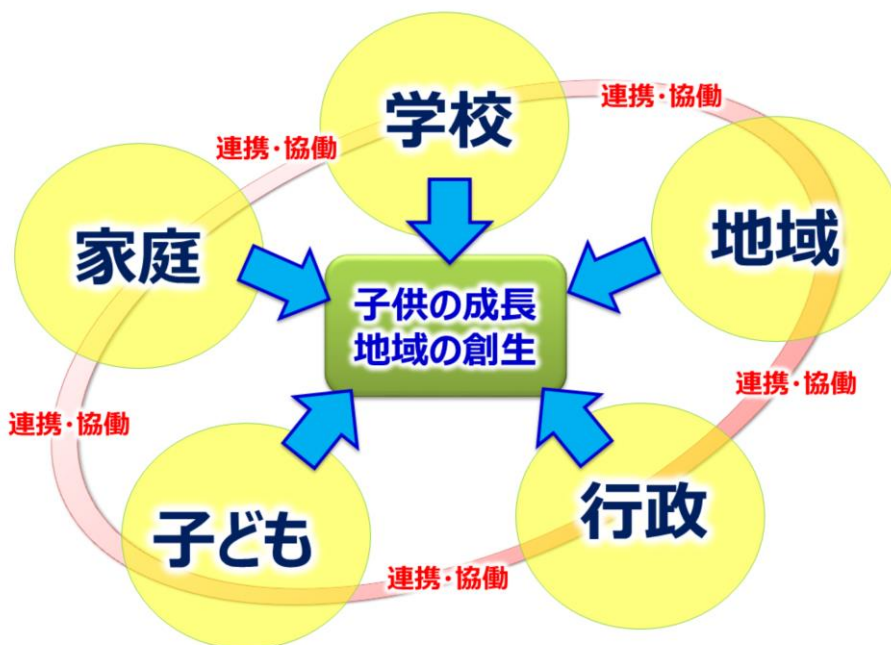 学校
連携・協働
連携・協働
家庭
地域
子供の成長
地域の創生
連携・協働
連携・協働
子ども
行政
連携・協働